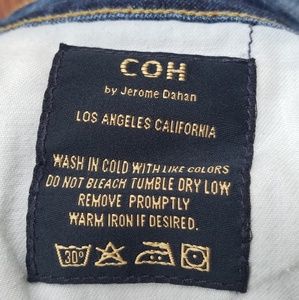 COH
by Jerome Dahan
LOS ANGELES CALIFORNIA
WASH IN COLD WITH LIKE COLORS
DO NOT BLEACH TUMBLE DRY LOW
REMOVE PROMPTLY
WARM IRON IF DESIRED.
30°